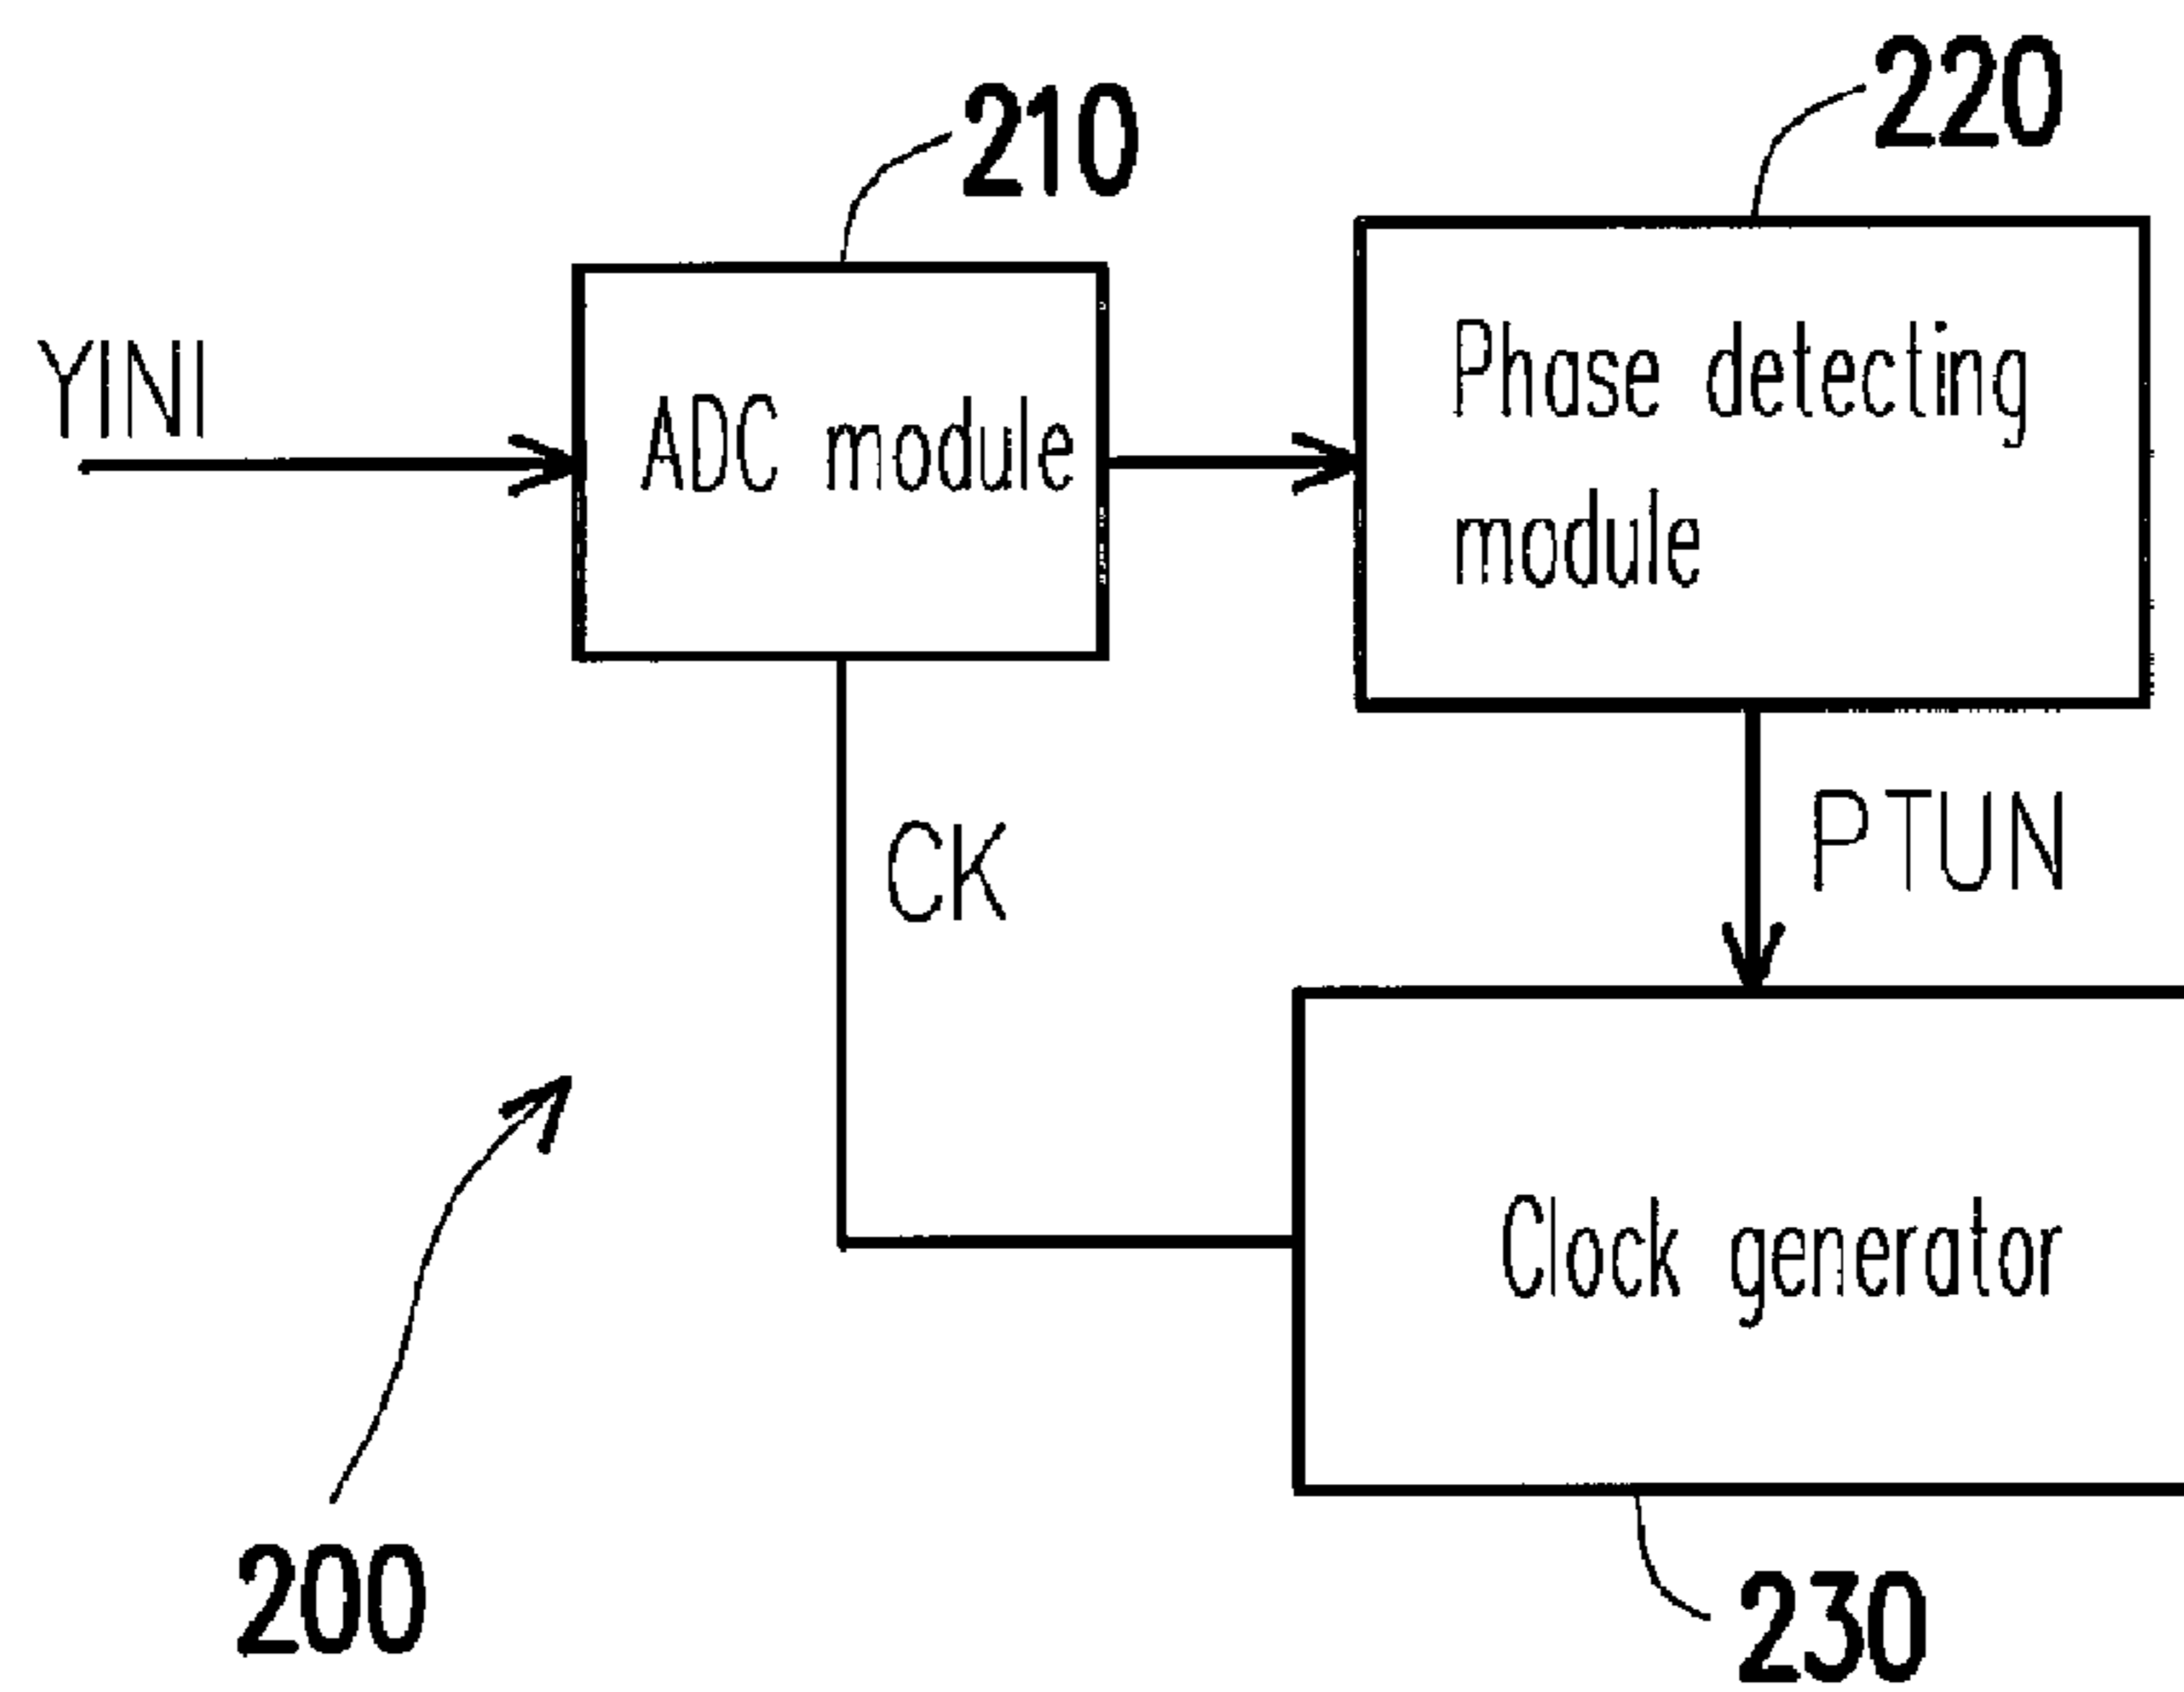 210
220
YINI
ADC module
Phase detecting
module
CK
PTUN
Clock generator
200
230